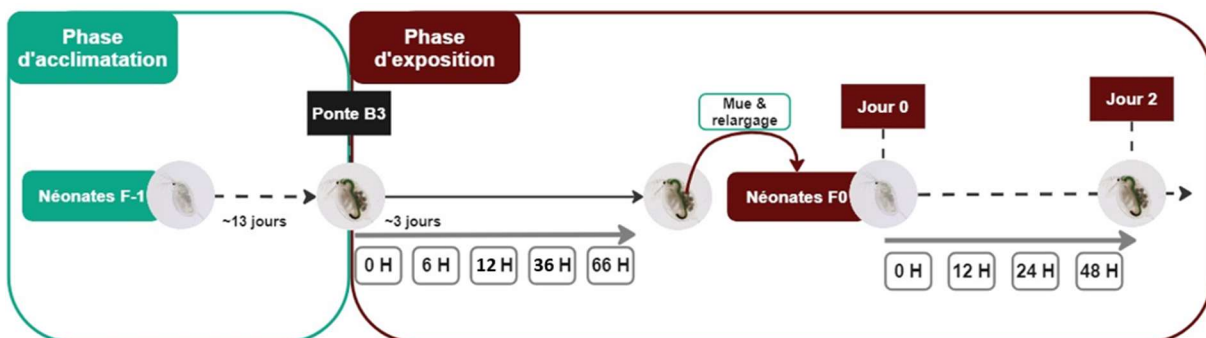 Phase
d'acclimatation
Phase
d'exposition
Ponte B3
Mue &
relargage
Jour 0
Jour 2
Néonates F-1
~13 jours
~3 jours
Néonates F0
0 H
6 H
12 H
36 H
66 H
0 H
12 H
24 H
48 H